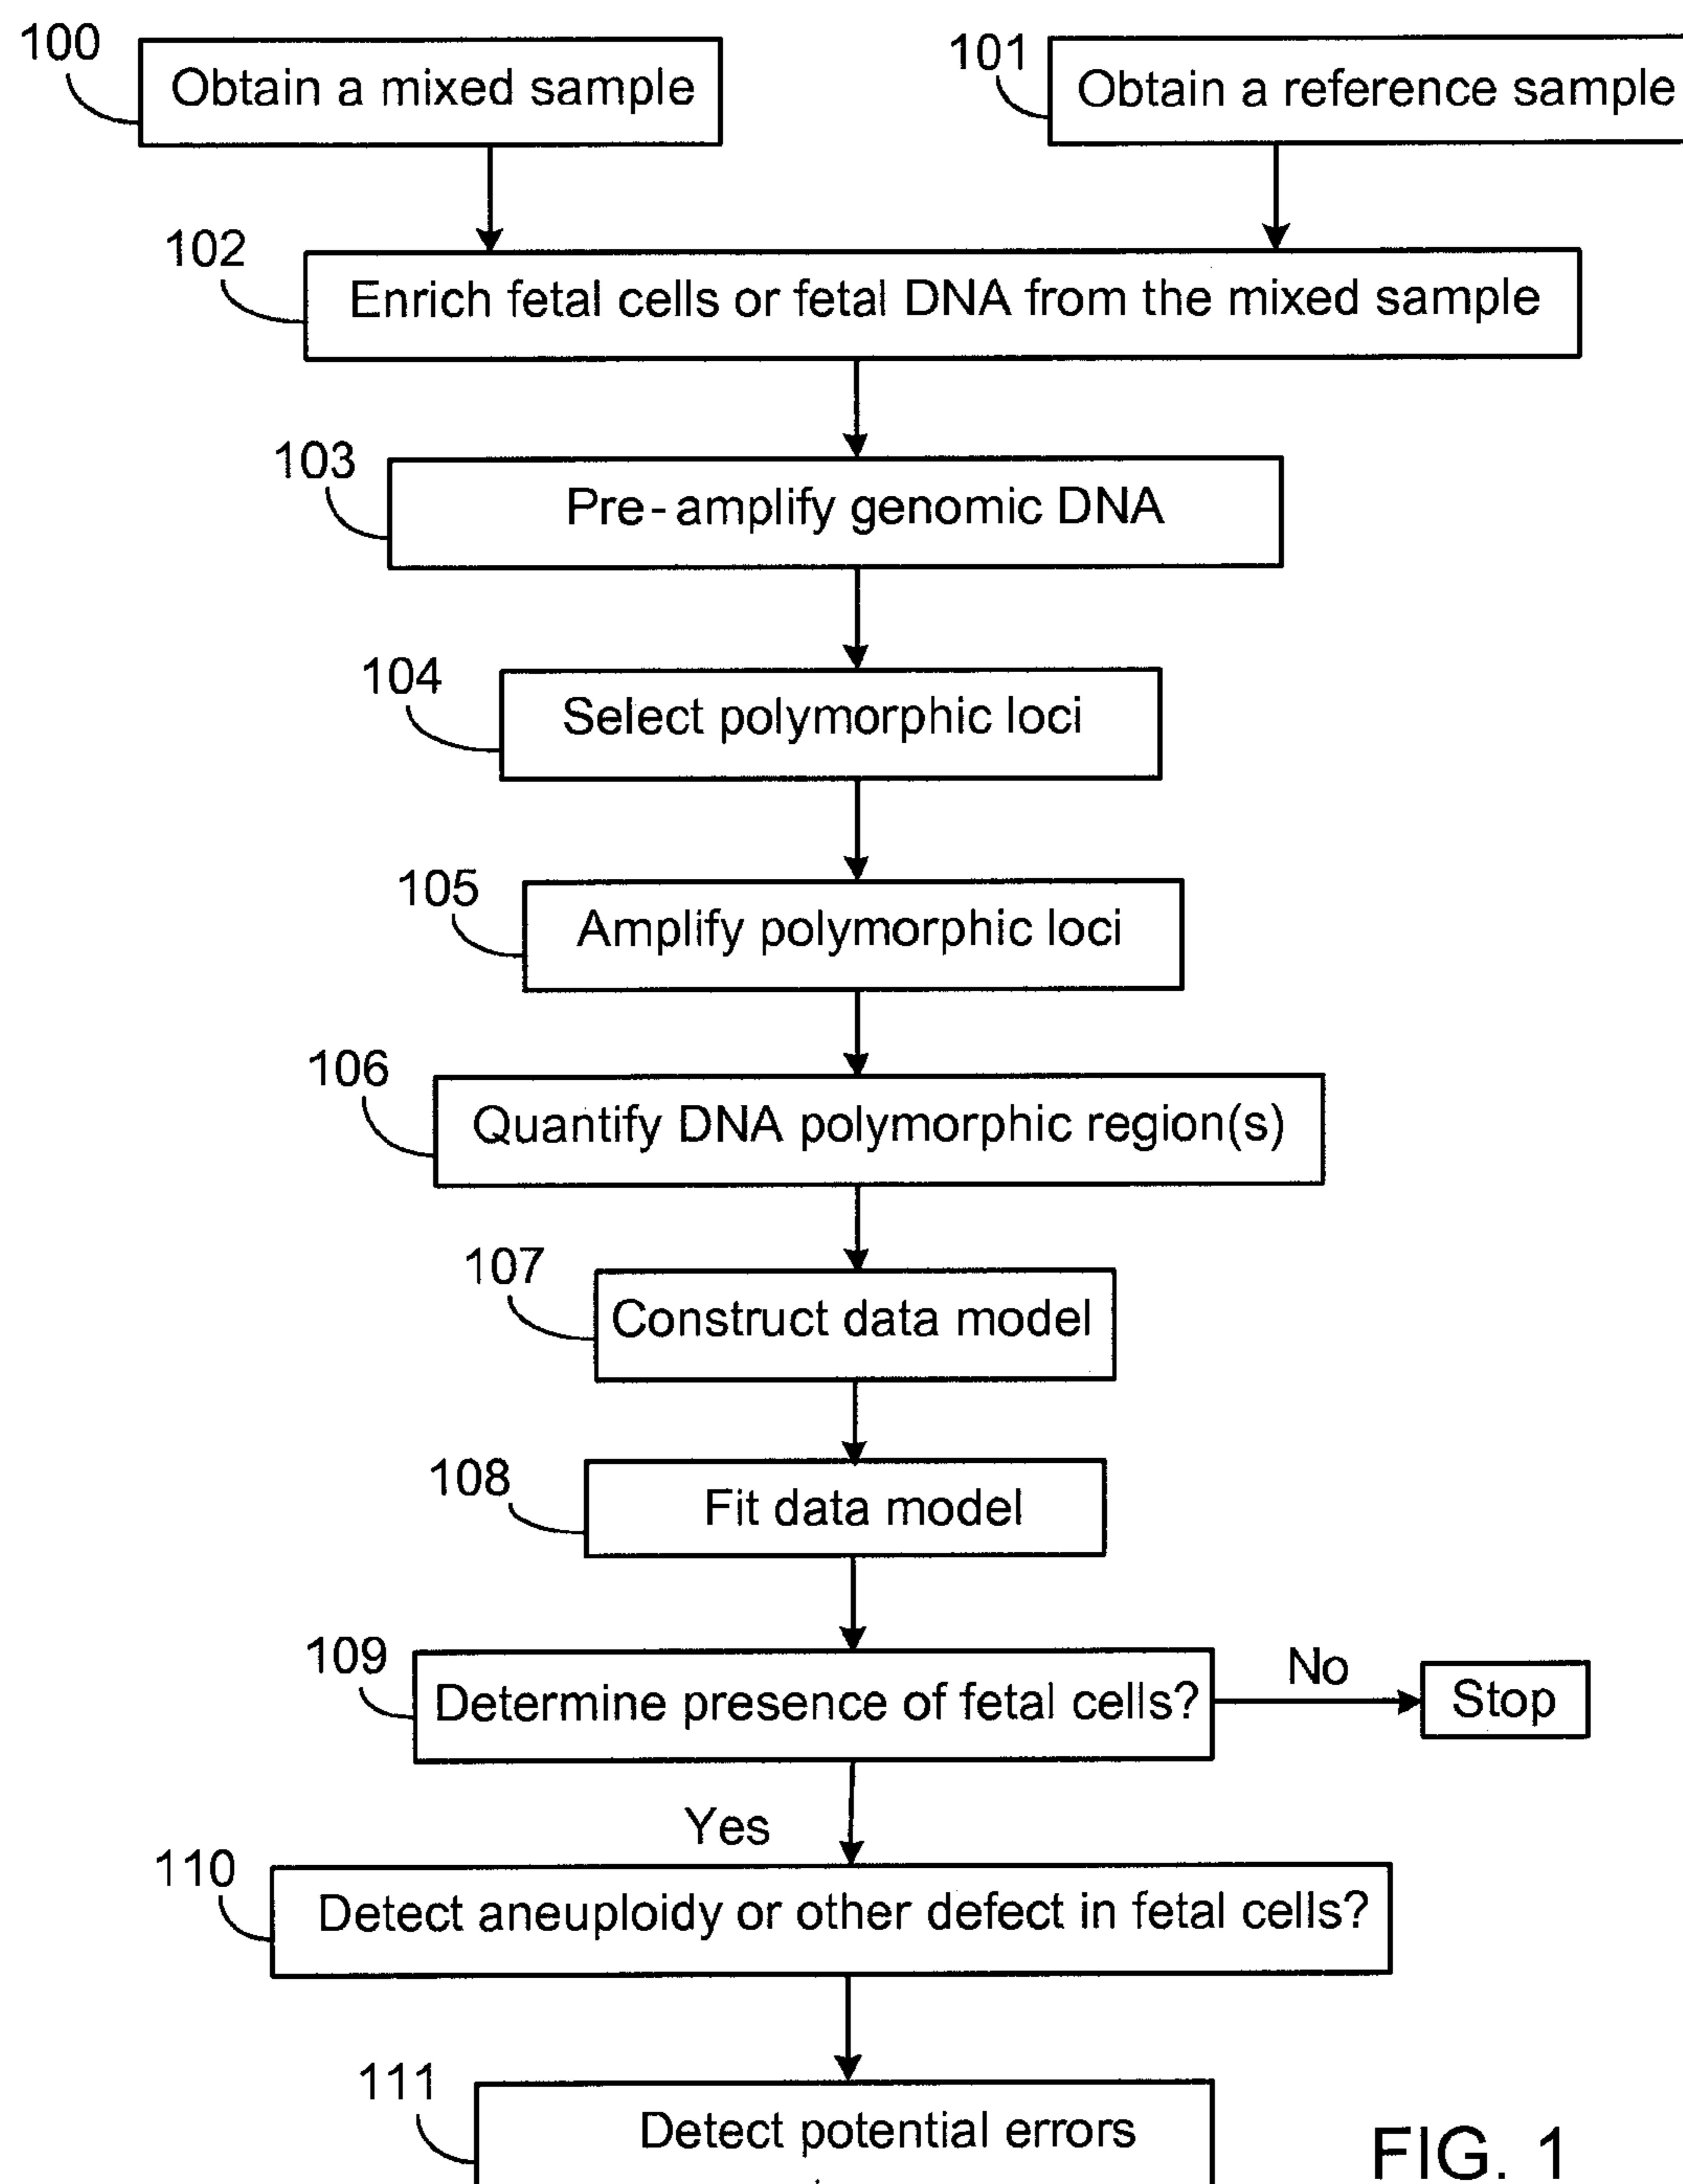 100
Obtain a mixed sample
101
Obtain a reference sample
102
Enrich fetal cells or fetal DNA from the mixed sample
103
Pre-amplify genomic DNA
104
Select polymorphic loci
105
Amplify polymorphic loci
106
Quantify DNA polymorphic region(s)
107
Construct data model
108
Fit data model
109
Determine presence of fetal cells?
No
Stop
Yes
110
Detect aneuploidy or other defect in fetal cells?
111
Detect potential errors
FIG. 1